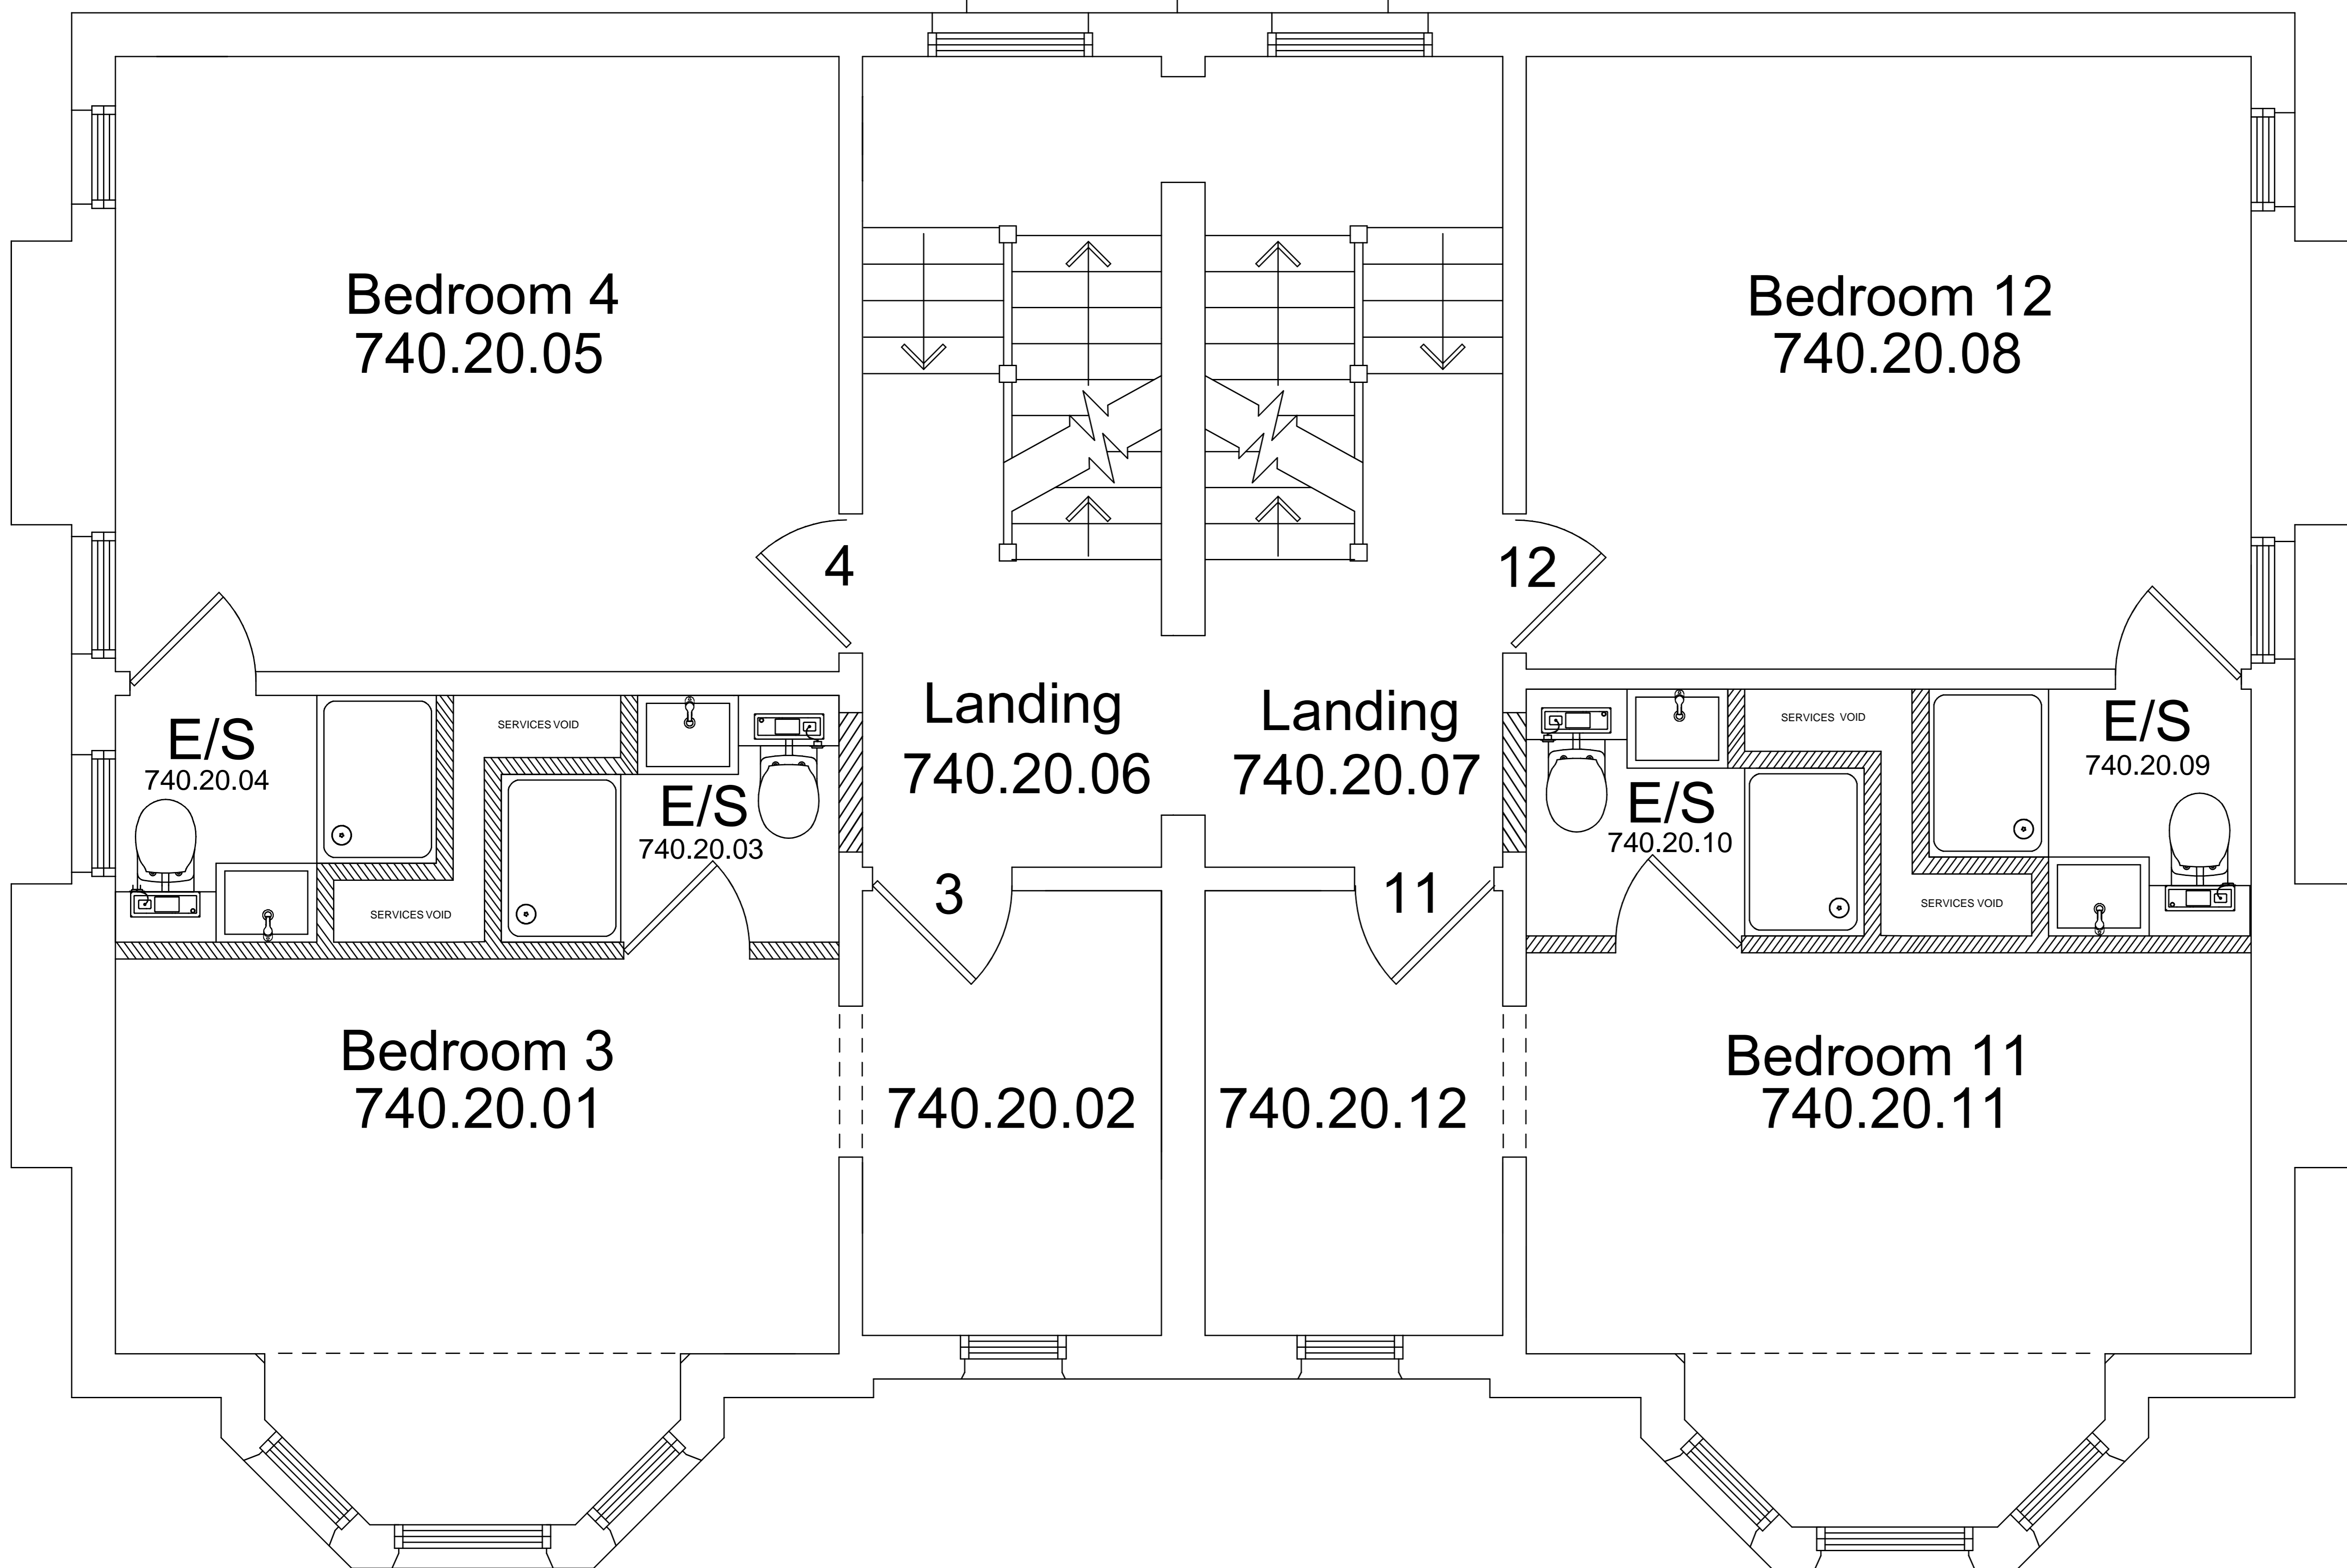 Bedroom 4
740.20.05
Bedroom 12
740.20.08
4
12
Landing
740.20.06
Landing
740.20.07
E/S
740.20.04
SERVICES VOID
SERVICES VOID
E/S
740.20.03
E/S
740.20.10
SERVICES VOID
SERVICES VOID
E/S
740.20.09
3
11
Bedroom 3
740.20.01
740.20.02
740.20.12
Bedroom 11
740.20.11